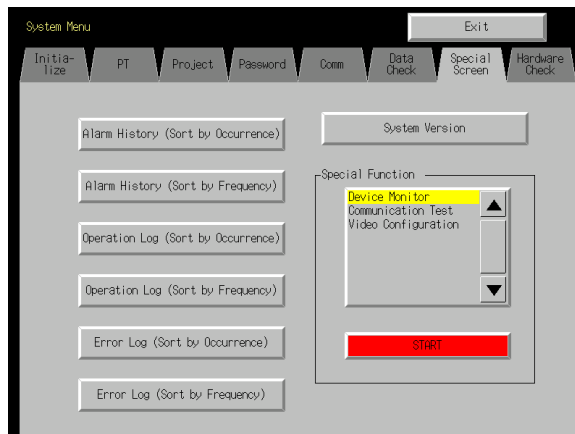 System Menu
Exit
Initia-
lize
PT
Project
Password
Comm
Data
Check
Special
Screen
Hardware
Check
Alarm History (Sort by Occurrence)
Alarm History (Sort by Frequency)
Operation Log (Sort by Occurrence)
Operation Log (Sort by Frequency)
Error Log (Sort by Occurrence)
Error Log (Sort by Frequency)
System Version
Special Function
Device Monitor
Communication Test
Video Configuration
START